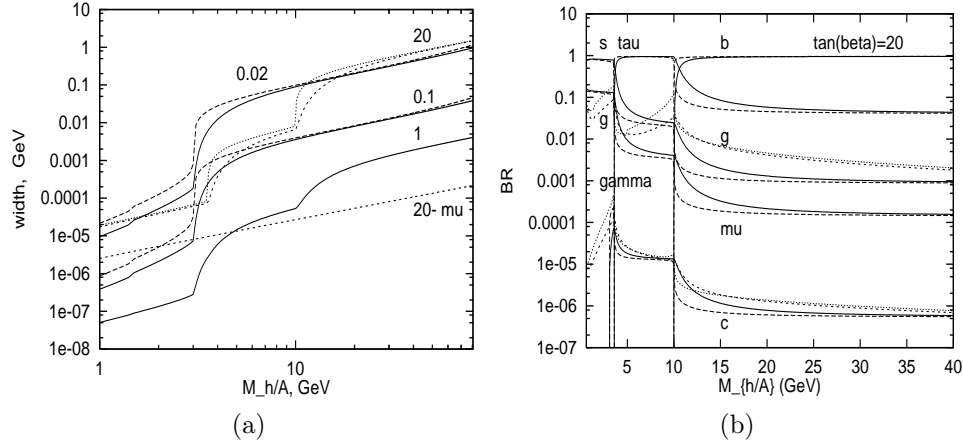 10
1
0.1
0.01
0.001
0.0001
1e-05
1e-06
1e-07
1e-08
width, GeV
1
10
M_h/A, GeV
20
0.02
0.1
1
20- mu
(a)
10
1
0.1
0.01
0.001
0.0001
1e-05
1e-06
1e-07
BR
5
10
15
20
25
30
35
40
M_{h/A} (GeV)
s tau
b
tan(beta)=20
g
g
gamma
mu
c
(b)